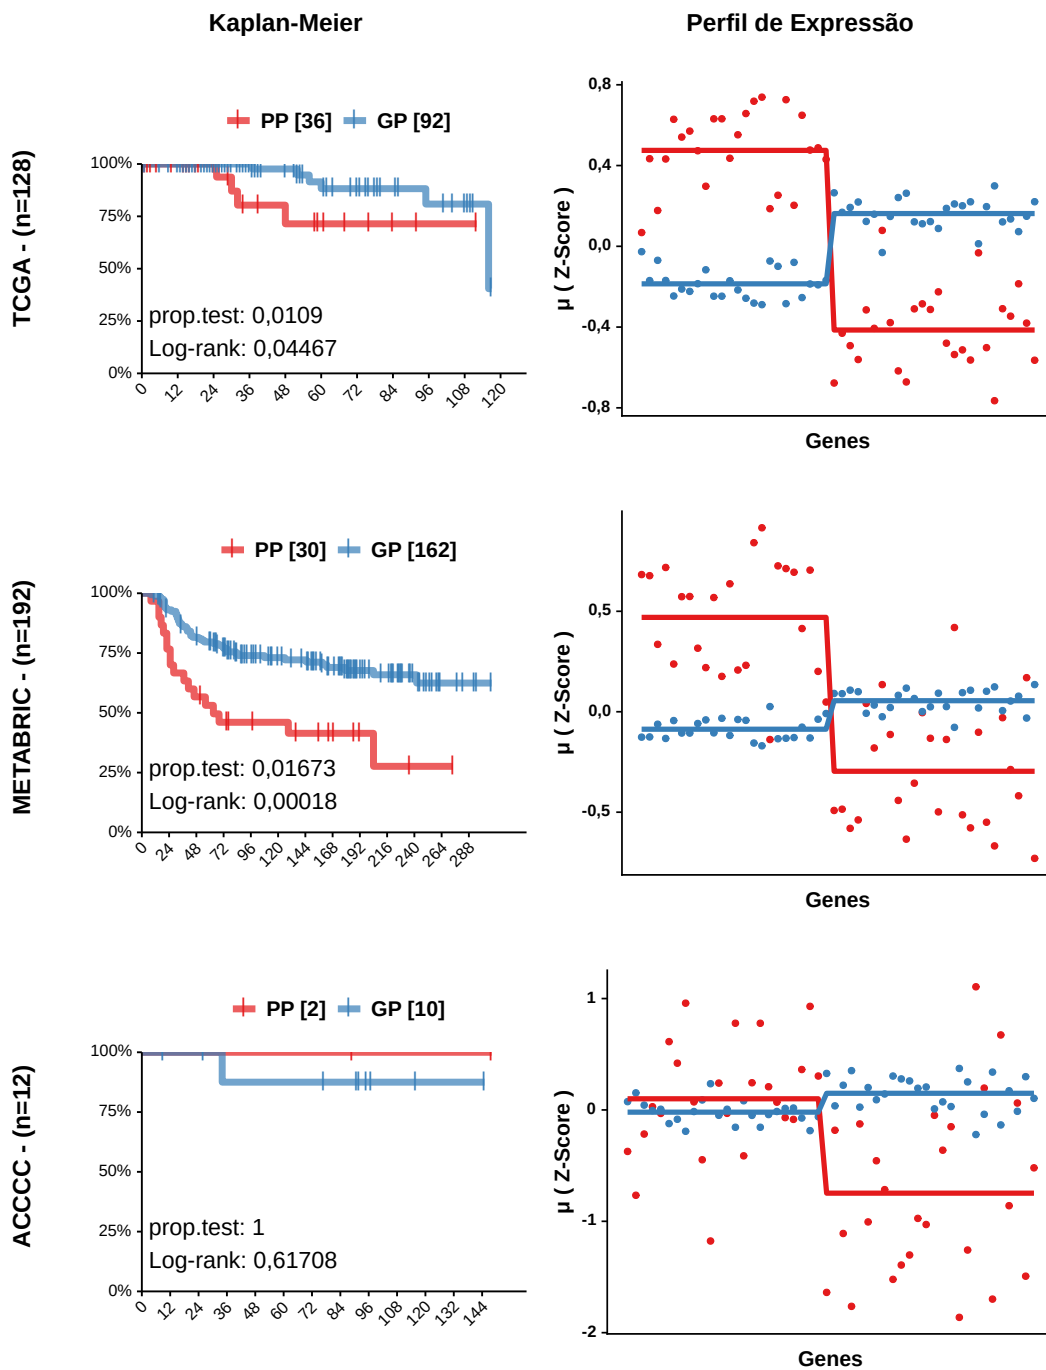 Kaplan-Meier
Perfil de Expressão
TCGA - (n=128)
PP [36] GP [92]
100%
75%
50%
25%
0%
prop.test: 0,0109
Log-rank: 0,04467
0 12 24 36 48 60 72 84 96 108 120
μ ( Z-Score )
0,8
0,4
0,0
-0,4
-0,8
Genes
METABRIC - (n=192)
PP [30] GP [162]
100%
75%
50%
25%
0%
prop.test: 0,01673
Log-rank: 0,00018
0 24 48 72 96 120 144 168 192 216 240 264 288
μ ( Z-Score )
0,5
0,0
-0,5
Genes
ACCCC - (n=12)
PP [2] GP [10]
100%
75%
50%
25%
0%
prop.test: 1
Log-rank: 0,61708
0 12 24 36 48 60 72 84 96 108 120 132 144
μ ( Z-Score )
1
0
-1
-2
Genes